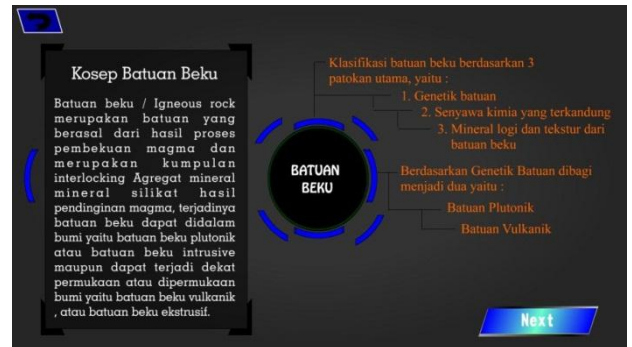 Kosep Batuan Beku
Batuan beku / Igneous rock
merupakan batuan yang
berasal dari hasil proses
pembekuan magma dan
merupakan kumpulan
interlocking Agregat mineral
mineral silikat hasil
pendinginan magma, terjadinya
batuan beku dapat didalam
bumi yaitu batuan beku plutonik
atau batuan beku intrusive
maupun dapat terjadi dekat
permukaan atau dipermukaan
bumi yaitu batuan beku vulkanik
, atau batuan beku ekstrusif.
BATUAN
BEKU
Klasifikasi batuan beku berdasarkan 3
patokan utama, yaitu :
1. Genetik batuan
2. Senyawa kimia yang terkandung
3. Mineral logi dan tekstur dari
batuan beku
Berdasarkan Genetik Batuan dibagi
menjadi dua yaitu :
Batuan Plutonik
Batuan Vulkanik
Next